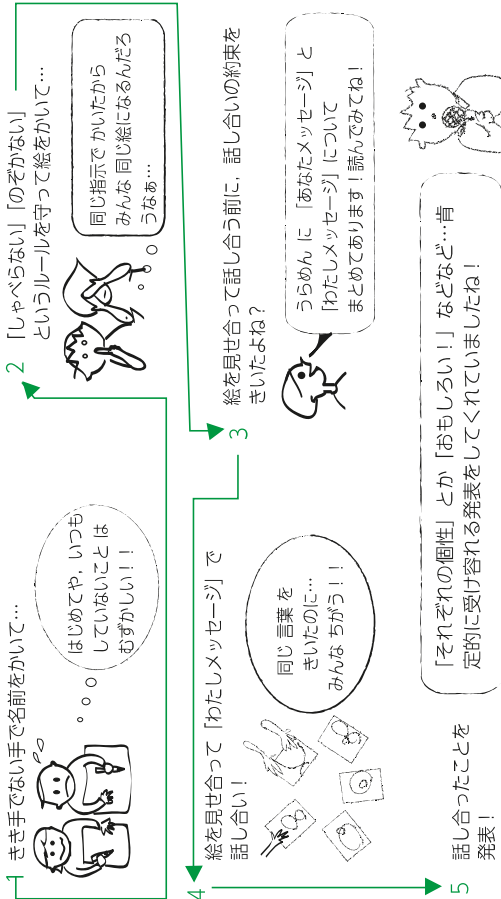 1 きき手でない手で名前をかいて…
はじめてや，いつも
していないこと は
むずかしい！！
2 「しゃべらない」「のぞかない」
というルールを守って絵をかいて…
同じ指示で かいたから
みんな 同じ絵になるんだろ
うなぁ…
3 絵を見せ合って話し合う前に，話し合いの約束を
きいたよね？
うらめん に 「あなたメッセージ」と
「わたしメッセージ」について
まとめてあります！読んでみてね！
4 絵を見せ合って 「わたしメッセージ」 で
話し合い！
同じ 言葉 を
きいたのに…
みんな ちがう！！
5 話し合ったことを
発表！
「それぞれの個性」 とか 「おもしろい！」 などなど…肯
定的に受け容れる発表をしてくれていましたね！